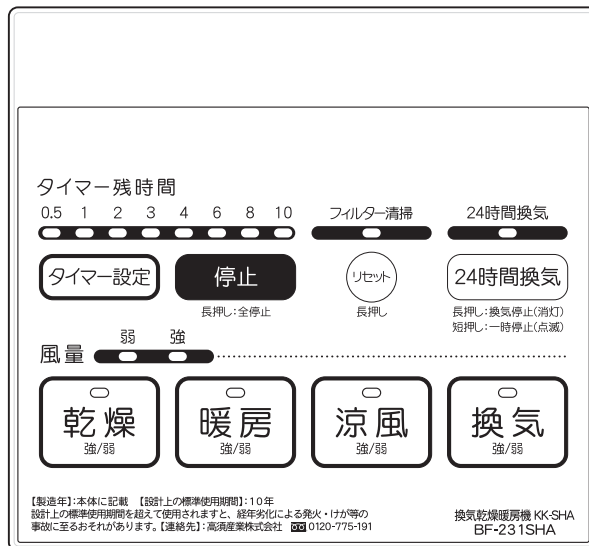 タイマー残時間
0.5 1 2 3 4 6 8 10 フィルター清掃 24時間換気
タイマー設定 停止 リセット 24時間換気
長押し:全停止 長押し 長押し:換気停止(消灯)
短押し:一時停止(点滅)
風量 弱 強
乾燥 暖房 涼風 換気
強/弱 強/弱 強/弱 強/弱
【製造年】:本体に記載 【設計上の標準使用期間】:10年
設計上の標準使用期間を超えて使用されますと、経年劣化による発火・けが等の
事故に至るおそれがあります。【連絡先】:高須産業株式会社 0120-775-191
換気乾燥暖房機 KK-SHA
BF-231SHA